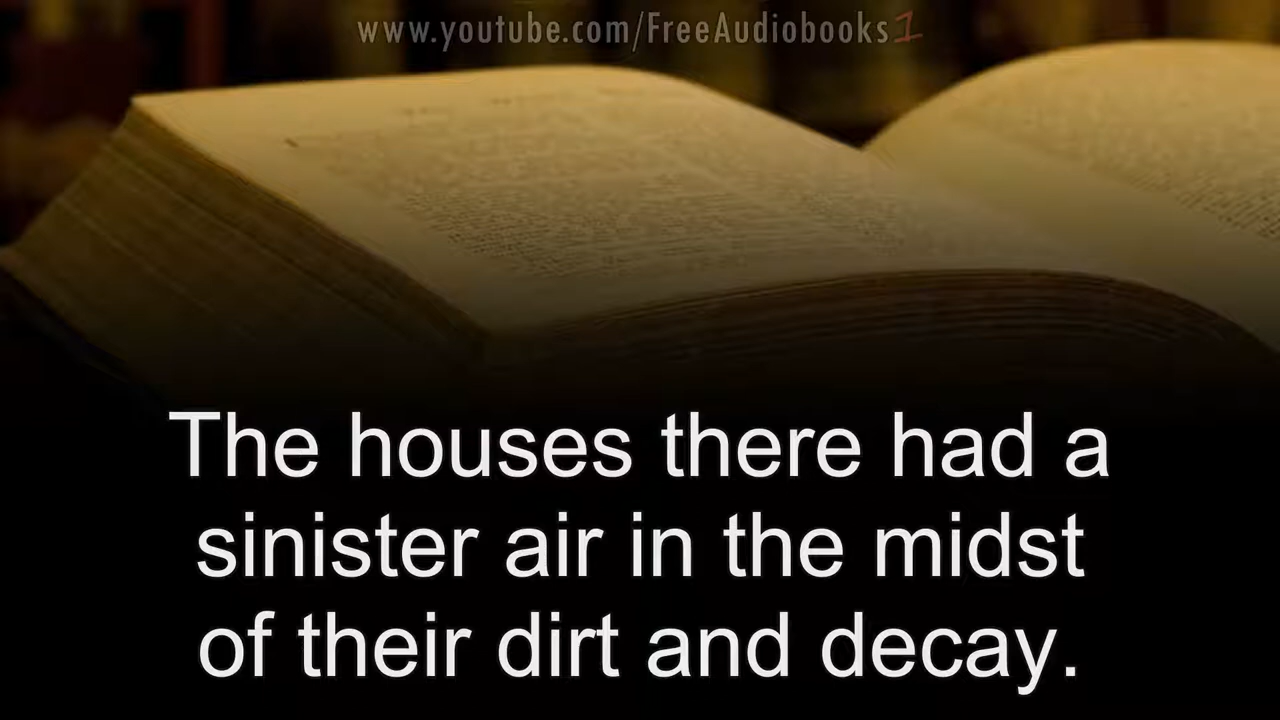 www.youtube.com/FreeAudiobooks1
The houses there had a
sinister air in the midst
of their dirt and decay.